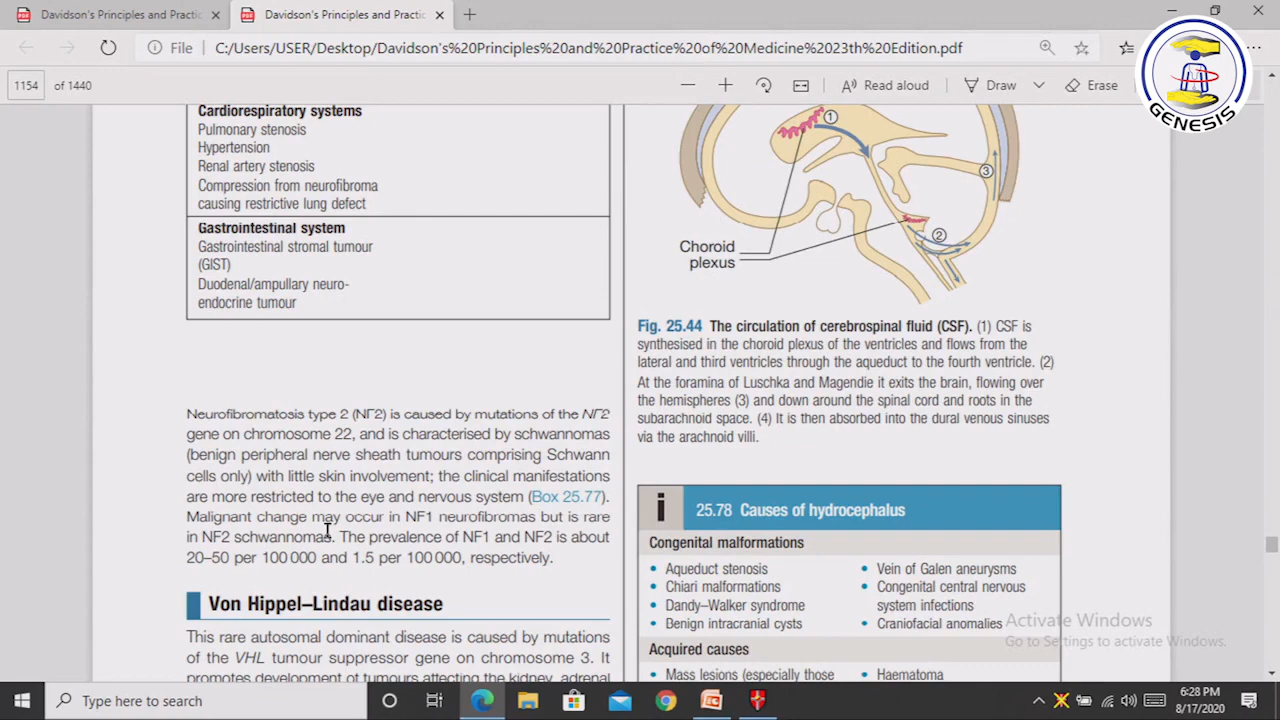 Davidson's Principles and Practic
Davidson's Principles and Practic
File
C:/Users/USER/Desktop/Davidson's%20Principles%20and%20Practice%20of%20Medicine%2023th%20Edition.pdf
1154 of 1440
Read aloud
Draw
Erase
GENESIS
Cardiorespiratory systems
Pulmonary stenosis
Hypertension
Renal artery stenosis
Compression from neurofibroma
causing restrictive lung defect
Gastrointestinal system
Gastrointestinal stromal tumour
(GIST)
Duodenal/ampullary neuro-
endocrine tumour
Neurofibromatosis type 2 (NF2) is caused by mutations of the NF2
gene on chromosome 22, and is characterised by schwannomas
(benign peripheral nerve sheath tumours comprising Schwann
cells only) with little skin involvement; the clinical manifestations
are more restricted to the eye and nervous system (Box 25.77).
Malignant change may occur in NF1 neurofibromas but is rare
in NF2 schwannomas. The prevalence of NF1 and NF2 is about
20–50 per 100 000 and 1.5 per 100 000, respectively.
Von Hippel–Lindau disease
This rare autosomal dominant disease is caused by mutations
of the VHL tumour suppressor gene on chromosome 3. It
promotes development of tumours affecting the kidney, adrenal
1
3
2
Choroid
plexus
Fig. 25.44 The circulation of cerebrospinal fluid (CSF). (1) CSF is
synthesised in the choroid plexus of the ventricles and flows from the
lateral and third ventricles through the aqueduct to the fourth ventricle. (2)
At the foramina of Luschka and Magendie it exits the brain, flowing over
the hemispheres (3) and down around the spinal cord and roots in the
subarachnoid space. (4) It is then absorbed into the dural venous sinuses
via the arachnoid villi.
i
25.78 Causes of hydrocephalus
Congenital malformations
• Aqueduct stenosis
• Chiari malformations
• Dandy–Walker syndrome
• Benign intracranial cysts
• Vein of Galen aneurysms
• Congenital central nervous
system infections
• Craniofacial anomalies
Acquired causes
• Mass lesions (especially those
• Haematoma
Activate Windows
Go to Settings to activate Windows.
Type here to search
6:28 PM
8/17/2020